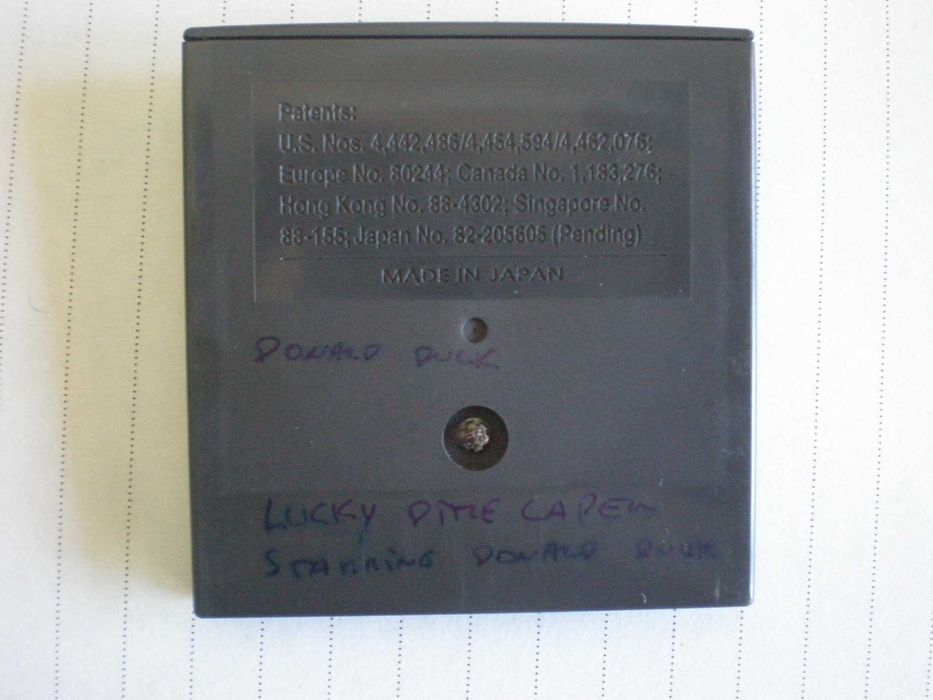 Patents:
U.S. Nos. 4,442,486/4,454,594/4,462,076;
Europe No. 80244; Canada No. 1,183,276;
Hong Kong No. 88-4302; Singapore No.
88-155; Japan No. 82-205605 (Pending)
MADE IN JAPAN
DONALD DUCK
LUCKY DIME CAPER
STARRING DONALD DUCK